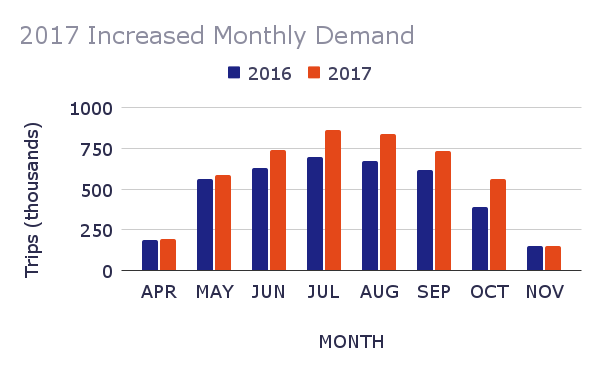 2017 Increased Monthly Demand
2016 2017
Trips (thousands)
1000
750
500
250
0
APR MAY JUN JUL AUG SEP OCT NOV
MONTH